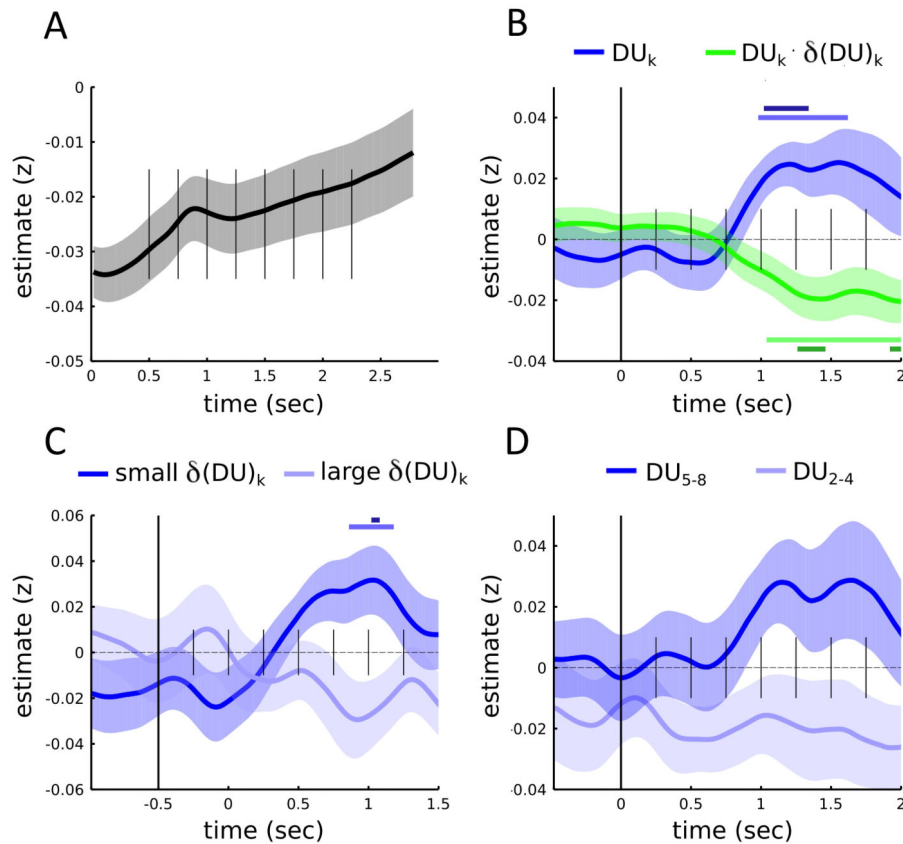 A
0
-0.01
-0.02
-0.03
-0.04
-0.05
estimate (z)
0 0.5 1 1.5 2 2.5
time (sec)
B
DUk DUk · δ(DU)k
0.04
0.02
0
-0.02
-0.04
estimate (z)
0 0.5 1 1.5 2
time (sec)
C
small δ(DU)k large δ(DU)k
0.06
0.04
0.02
0
-0.02
-0.04
-0.06
estimate (z)
-0.5 0 0.5 1 1.5
time (sec)
D
DU5-8 DU2-4
0.04
0.02
0
-0.02
-0.04
estimate (z)
0 0.5 1 1.5 2
time (sec)